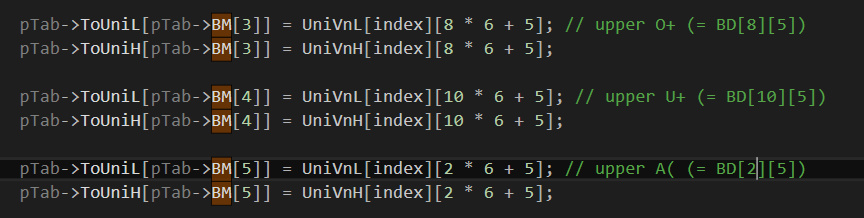 pTab->ToUniL[pTab->BM[3]] = UniVnL[index][8 * 6 + 5]; // upper O+ (= BD[8][5])
pTab->ToUniH[pTab->BM[3]] = UniVnH[index][8 * 6 + 5];
pTab->ToUniL[pTab->BM[4]] = UniVnL[index][10 * 6 + 5]; // upper U+ (= BD[10][5])
pTab->ToUniH[pTab->BM[4]] = UniVnH[index][10 * 6 + 5];
pTab->ToUniL[pTab->BM[5]] = UniVnL[index][2 * 6 + 5]; // upper A( (= BD[2][5])
pTab->ToUniH[pTab->BM[5]] = UniVnH[index][2 * 6 + 5];